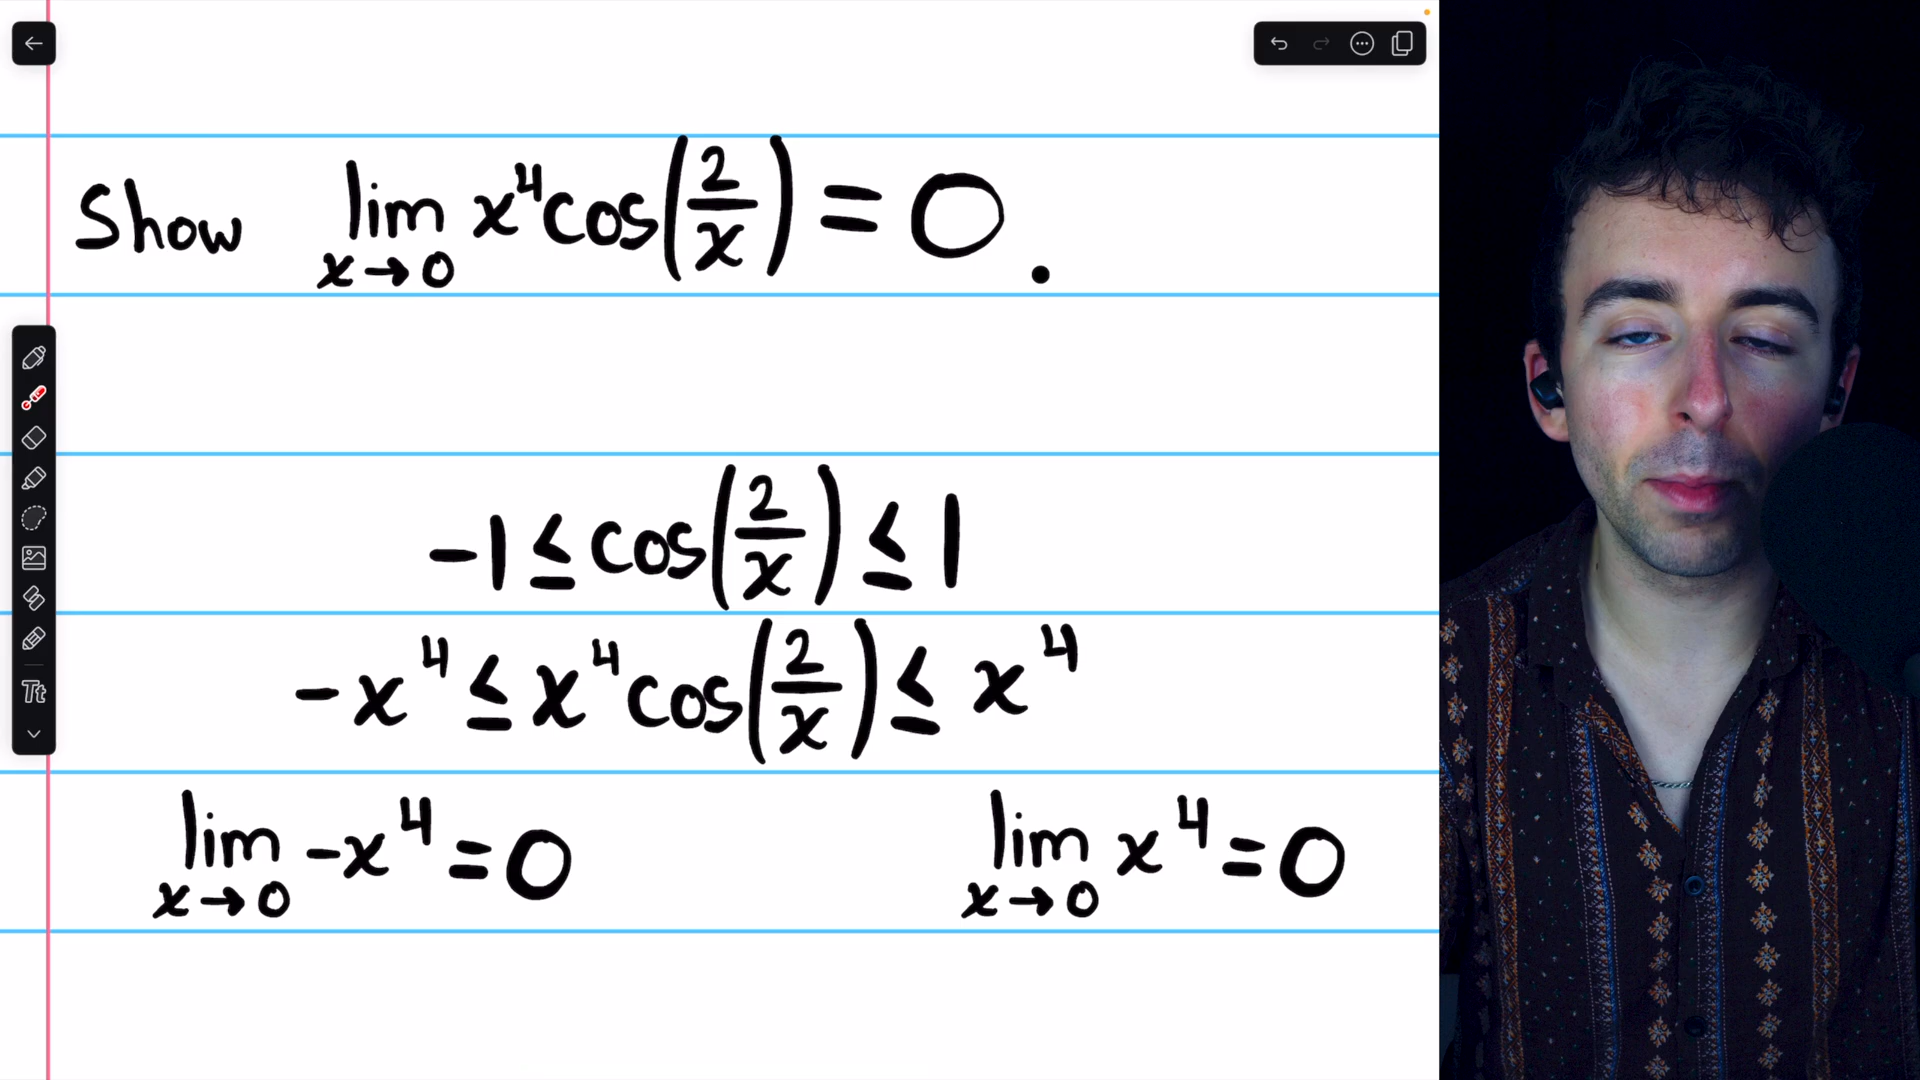 Show lim x→0 x⁴cos(2/x) = 0.
-1 ≤ cos(2/x) ≤ 1
-x⁴ ≤ x⁴cos(2/x) ≤ x⁴
lim x→0 -x⁴ = 0 lim x→0 x⁴ = 0
Tt